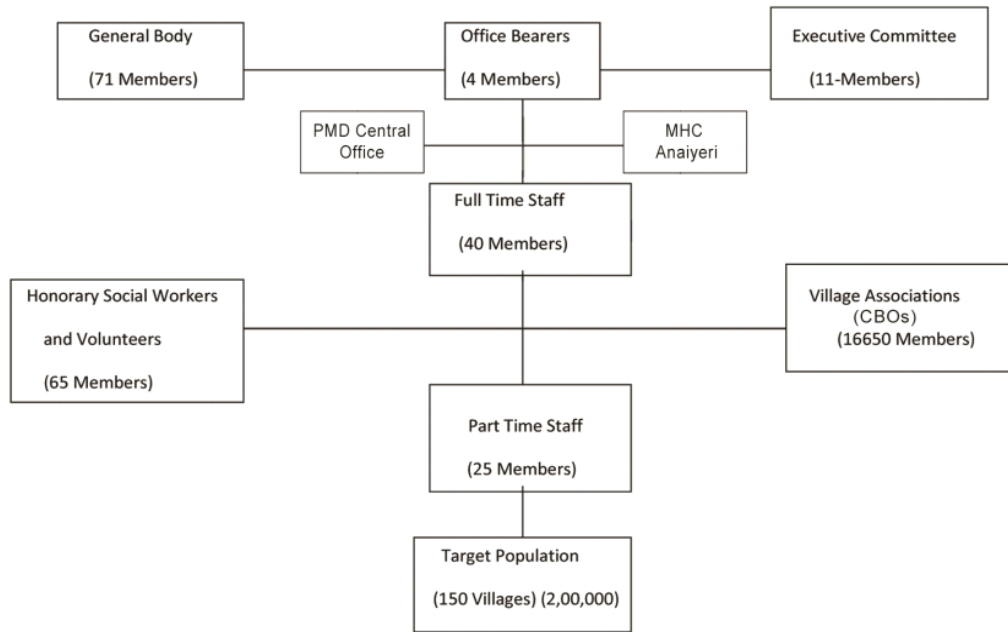 General Body
(71 Members)
Office Bearers
(4 Members)
Executive Committee
(11-Members)
PMD Central
Office
MHC
Anaiyeri
Full Time Staff
(40 Members)
Honorary Social Workers
and Volunteers
(65 Members)
Village Associations
(CBOs)
(16650 Members)
Part Time Staff
(25 Members)
Target Population
(150 Villages) (2,00,000)